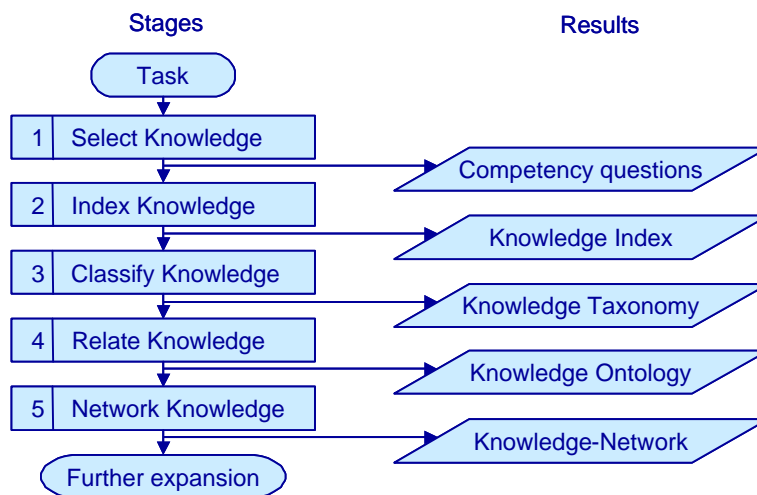 Stages
Results
Task
1 Select Knowledge
Competency questions
2 Index Knowledge
Knowledge Index
3 Classify Knowledge
Knowledge Taxonomy
4 Relate Knowledge
Knowledge Ontology
5 Network Knowledge
Knowledge-Network
Further expansion